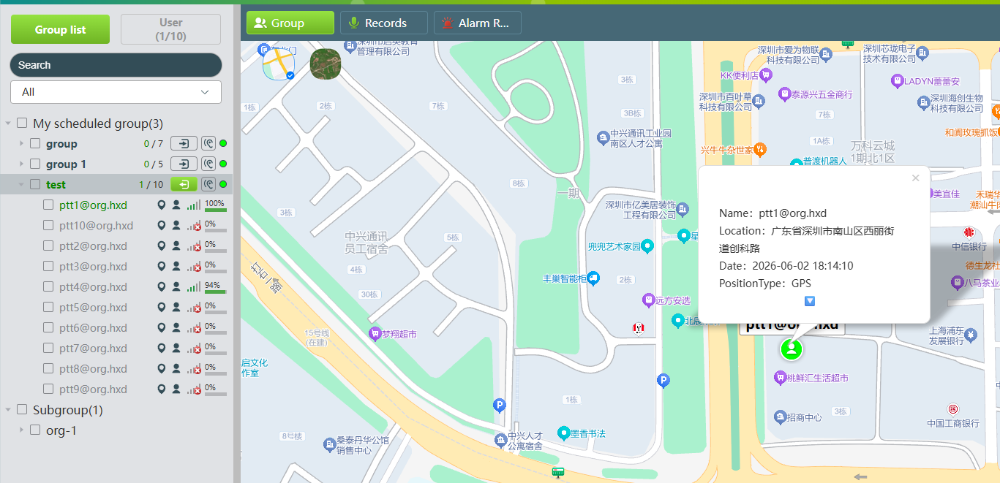 Group list
User
(1/10)
Search
All
My scheduled group(3)
group
0 / 7
group 1
0 / 5
test
1 / 10
ptt1@org.hxd
100%
ptt10@org.hxd
0%
ptt2@org.hxd
0%
ptt3@org.hxd
0%
ptt4@org.hxd
94%
ptt5@org.hxd
0%
ptt6@org.hxd
0%
ptt7@org.hxd
0%
ptt8@org.hxd
0%
ptt9@org.hxd
0%
Subgroup(1)
org-1
Group
Records
Alarm R...
管理有限公司
深圳市爱为物联
科技有限公司
深圳芯珑电子
技术有限公司
KK便利店
LADYN蕾蕾安
3栋
深圳市百叶草
科技有限公司
泰源兴五金商行
深圳海创生物
科技有限公司
1栋
2栋
7栋
3B栋
7栋
中兴通讯工业园
南区人才公寓
和阗玫瑰抓饭
1A栋
兴牛牛杂世家
万科云城
1期北1区
普渡机器人
8栋
一期
美宜佳
禾瑞华
潮汕牛肉
深圳市亿美居装饰
工程有限公司
3栋
中兴通讯
员工宿舍
5栋
兜兜艺术家园
星
中信银行
德生龙社
打石一路
4栋
丰巢智能柜
2栋
八马茶业
30栋
远方安选
北辰
15号线
(在建)
梦翔超市
上海浦东
发展银行
启文化
作室
桃鲜汇生活超市
1栋
招商中心
3栋
中国工商银行
8号楼
桑泰丹华公馆
销售中心
中兴人才
公寓宿舍
墨香书法
Name：ptt1@org.hxd
Location：广东省深圳市南山区西丽街
道创科路
Date：2026-06-02 18:14:10
PositionType：GPS
ptt1@org.hxd
P
P